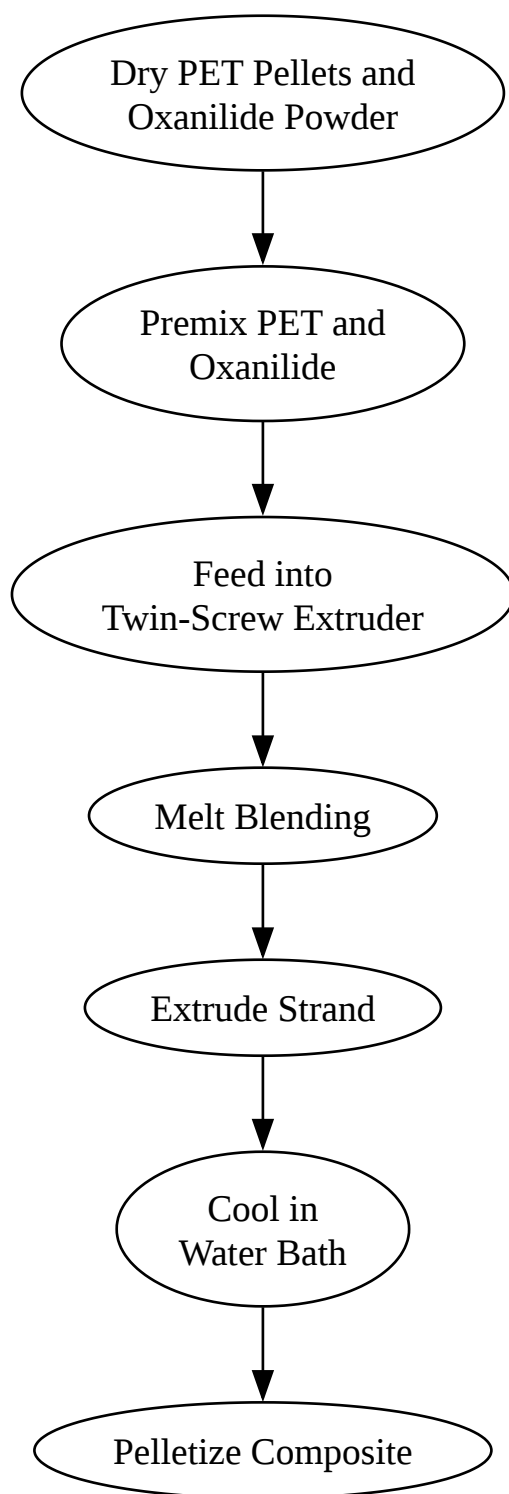 Dry PET Pellets and
Oxanilide Powder
Premix PET and
Oxanilide
Feed into
Twin-Screw Extruder
Melt Blending
Extrude Strand
Cool in
Water Bath
Pelletize Composite